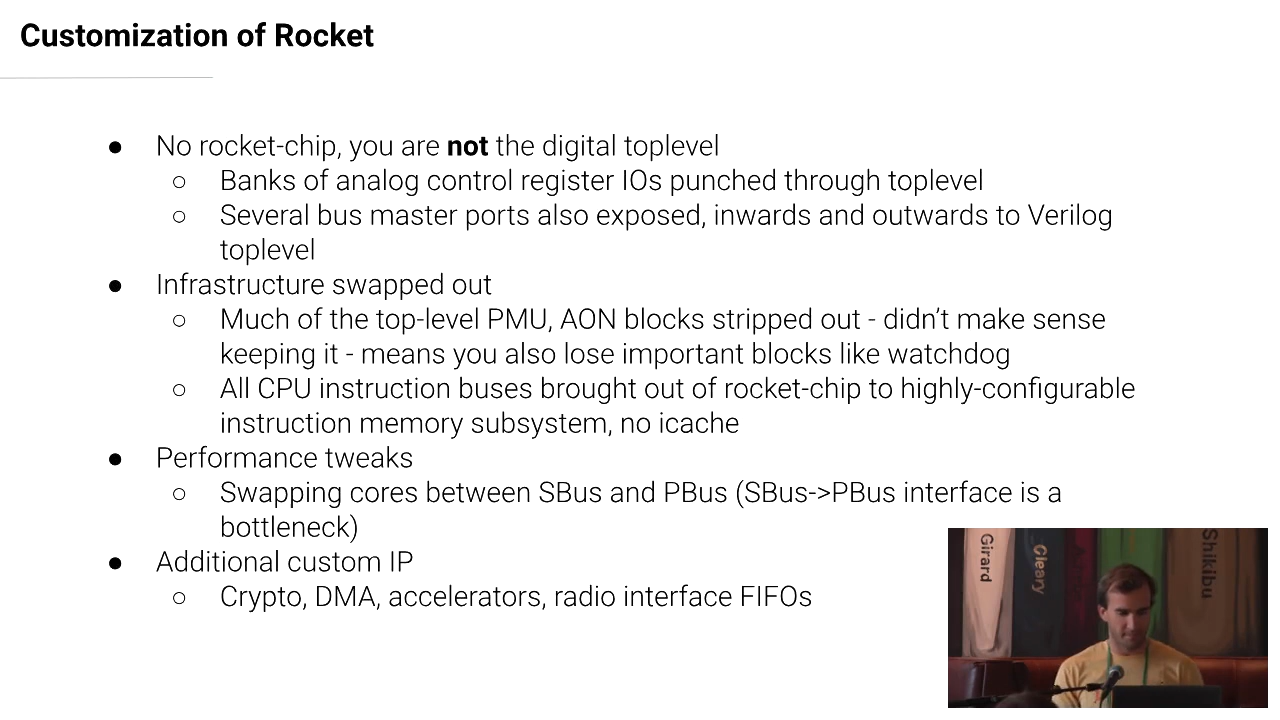 Customization of Rocket
● No rocket-chip, you are not the digital toplevel
○ Banks of analog control register IOs punched through toplevel
○ Several bus master ports also exposed, inwards and outwards to Verilog
toplevel
● Infrastructure swapped out
○ Much of the top-level PMU, AON blocks stripped out - didn’t make sense
keeping it - means you also lose important blocks like watchdog
○ All CPU instruction buses brought out of rocket-chip to highly-configurable
instruction memory subsystem, no icache
● Performance tweaks
○ Swapping cores between SBus and PBus (SBus->PBus interface is a
bottleneck)
● Additional custom IP
○ Crypto, DMA, accelerators, radio interface FIFOs
Girard
Cleary
Shikibu